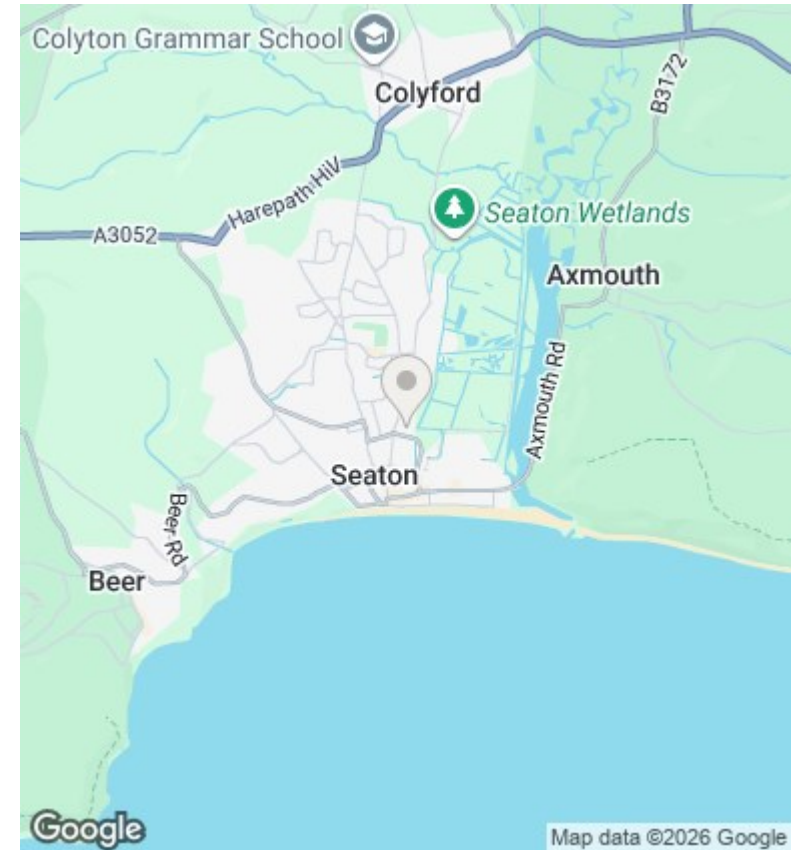 Colyton Grammar School
Colyford
B3172
Harepath Hill
Seaton Wetlands
A3052
Axmouth
Axmouth Rd
Seaton
Beer Rd
Beer
Google
Map data ©2026 Google